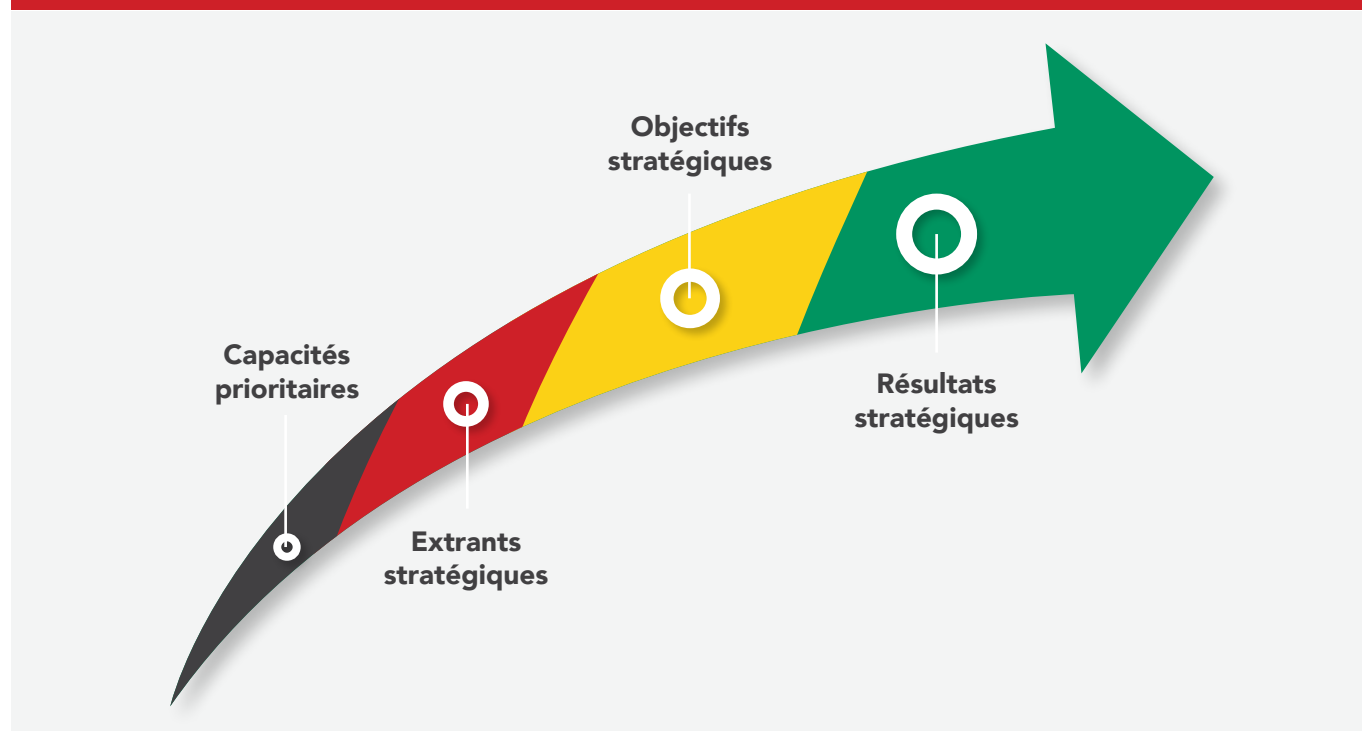 Objectifs
stratégiques
Capacités
prioritaires
Résultats
stratégiques
Extrants
stratégiques